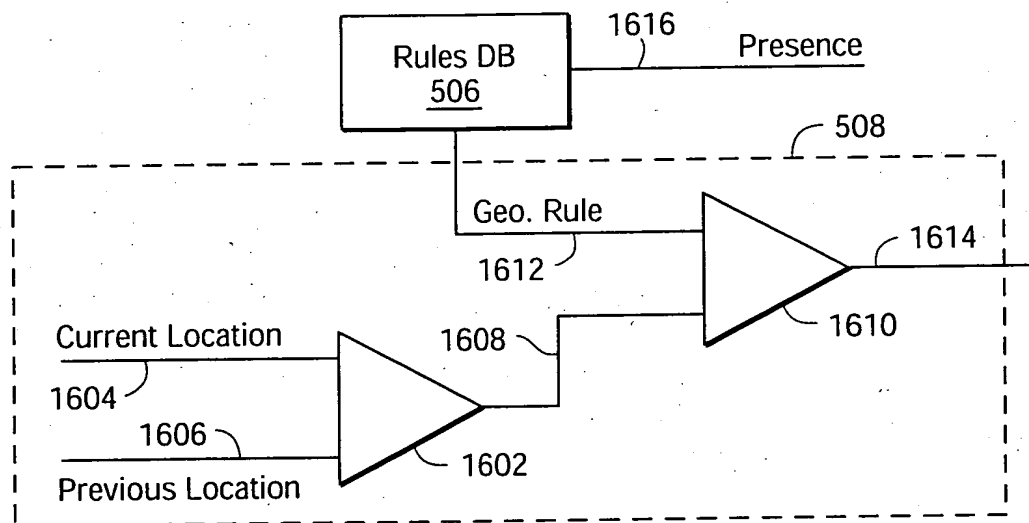 1616
Rules DB
506
Presence
508
Geo. Rule
1612
1614
1610
Current Location
1604
1608
1606
1602
Previous Location